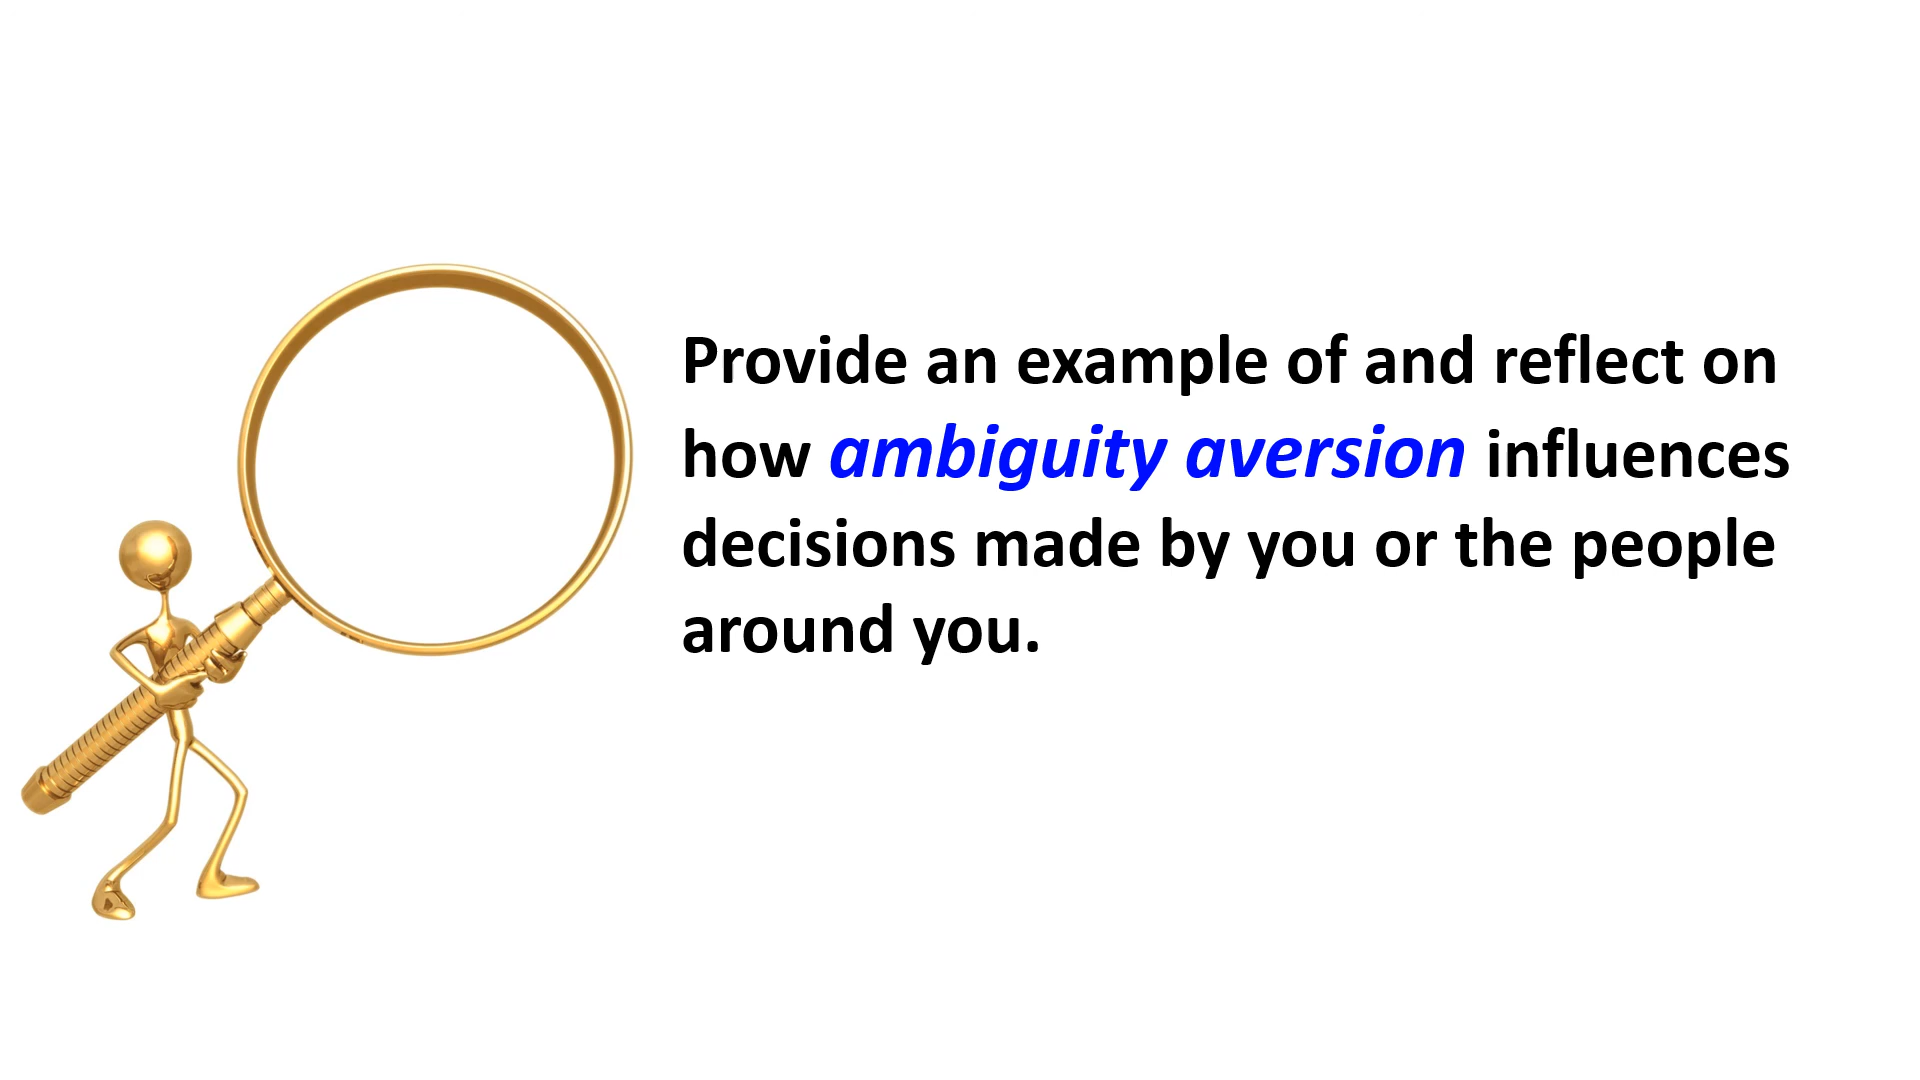 Provide an example of and reflect on
how ambiguity aversion influences
decisions made by you or the people
around you.